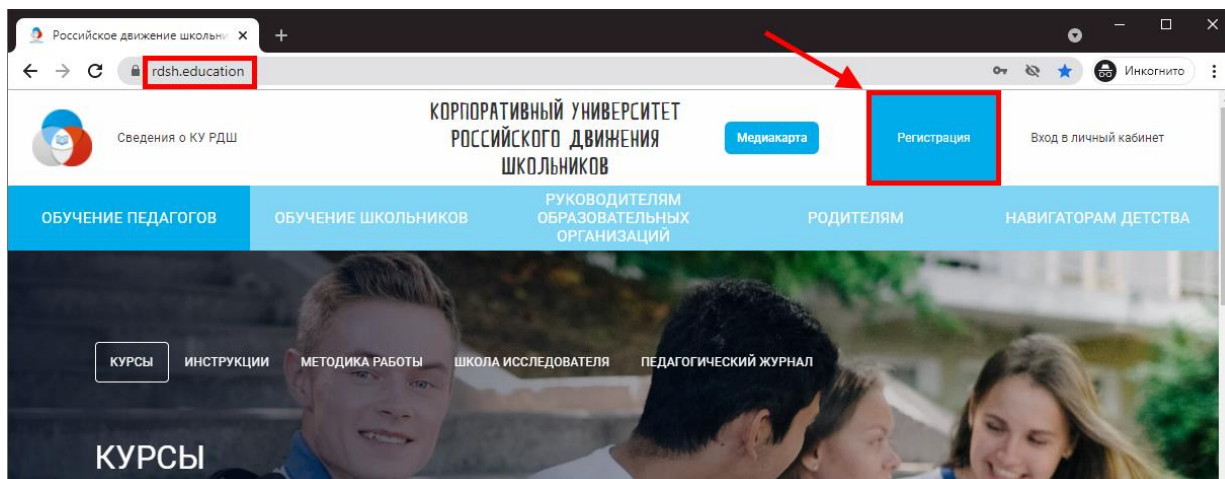 Российское движение школьни
rdsh.education
Инкогнито
Сведения о КУ РДШ
КОРПОРАТИВНЫЙ УНИВЕРСИТЕТ
РОССИЙСКОГО ДВИЖЕНИЯ
ШКОЛЬНИКОВ
Медиакарта
Регистрация
Вход в личный кабинет
ОБУЧЕНИЕ ПЕДАГОГОВ
ОБУЧЕНИЕ ШКОЛЬНИКОВ
РУКОВОДИТЕЛЯМ
ОБРАЗОВАТЕЛЬНЫХ
ОРГАНИЗАЦИЙ
РОДИТЕЛЯМ
НАВИГАТОРАМ ДЕТСТВА
КУРСЫ
ИНСТРУКЦИИ
МЕТОДИКА РАБОТЫ
ШКОЛА ИССЛЕДОВАТЕЛЯ
ПЕДАГОГИЧЕСКИЙ ЖУРНАЛ
КУРСЫ